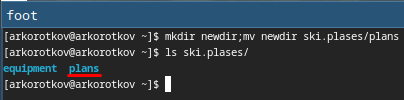 foot
[arkorotkov@arkorotkov ~]$ mkdir newdir;mv newdir ski.plases/plans
[arkorotkov@arkorotkov ~]$ ls ski.plases/
equipment  plans
[arkorotkov@arkorotkov ~]$